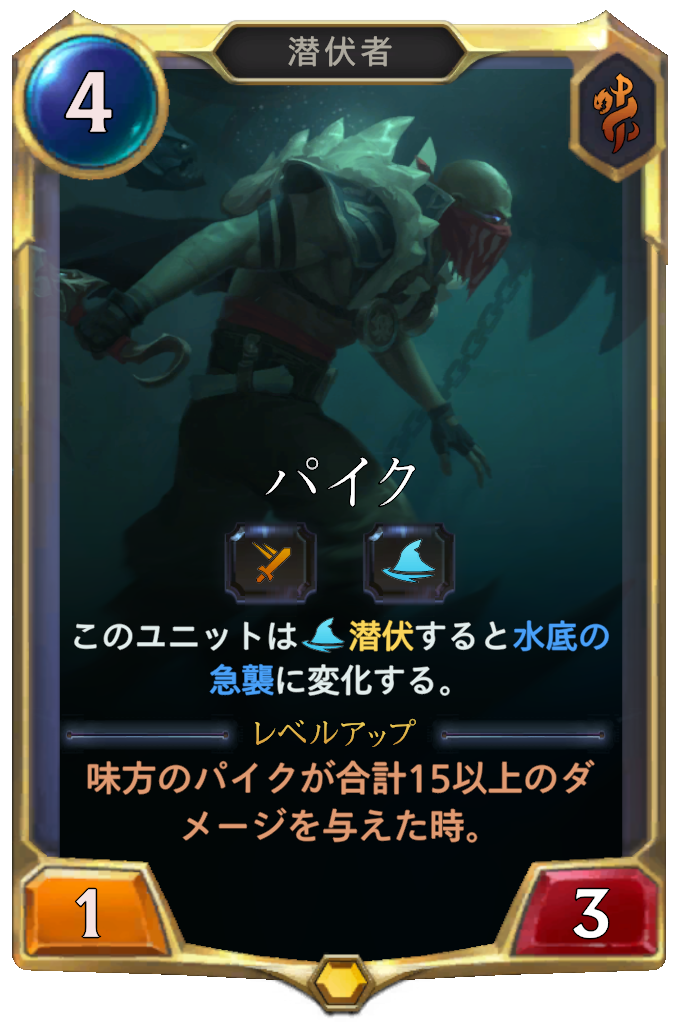 潜伏者
4
パイク
このユニットは潜伏すると水底の
急襲に変化する。
レベルアップ
味方のパイクが合計15以上のダ
メージを与えた時。
1
3